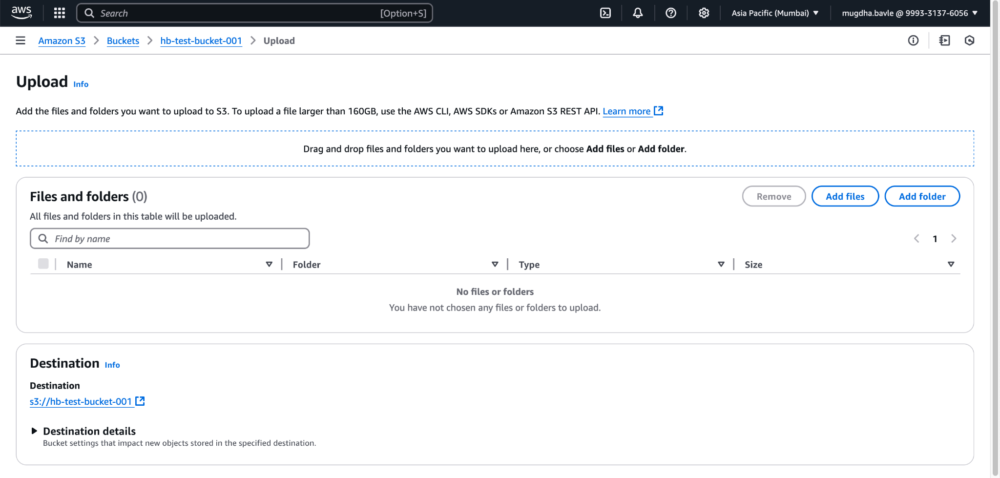 aws
Search [Option+S]
Asia Pacific (Mumbai)
mugdha.bavle @ 9993-3137-6056
Amazon S3 > Buckets > hb-test-bucket-001 > Upload
Upload Info
Add the files and folders you want to upload to S3. To upload a file larger than 160GB, use the AWS CLI, AWS SDKs or Amazon S3 REST API. Learn more
Drag and drop files and folders you want to upload here, or choose Add files or Add folder.
Files and folders (0)
Remove
Add files
Add folder
All files and folders in this table will be uploaded.
Find by name
1
Name
Folder
Type
Size
No files or folders
You have not chosen any files or folders to upload.
Destination Info
Destination
s3://hb-test-bucket-001
Destination details
Bucket settings that impact new objects stored in the specified destination.